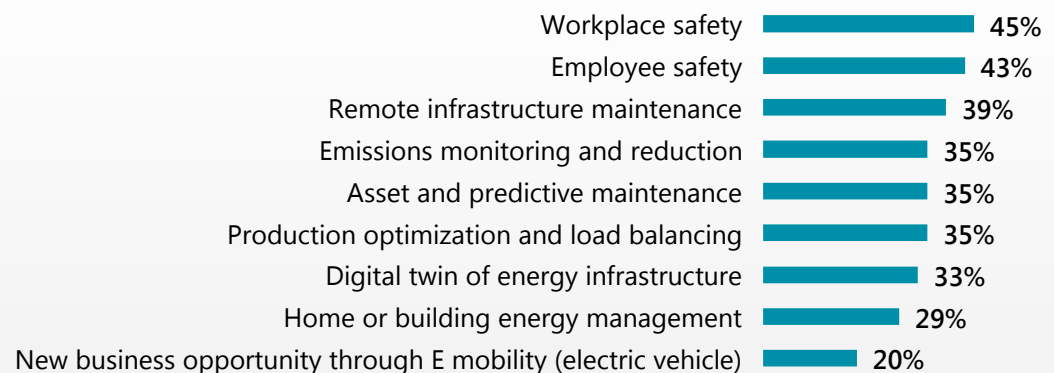 Workplace safety 45%
Employee safety 43%
Remote infrastructure maintenance 39%
Emissions monitoring and reduction 35%
Asset and predictive maintenance 35%
Production optimization and load balancing 35%
Digital twin of energy infrastructure 33%
Home or building energy management 29%
New business opportunity through E mobility (electric vehicle) 20%